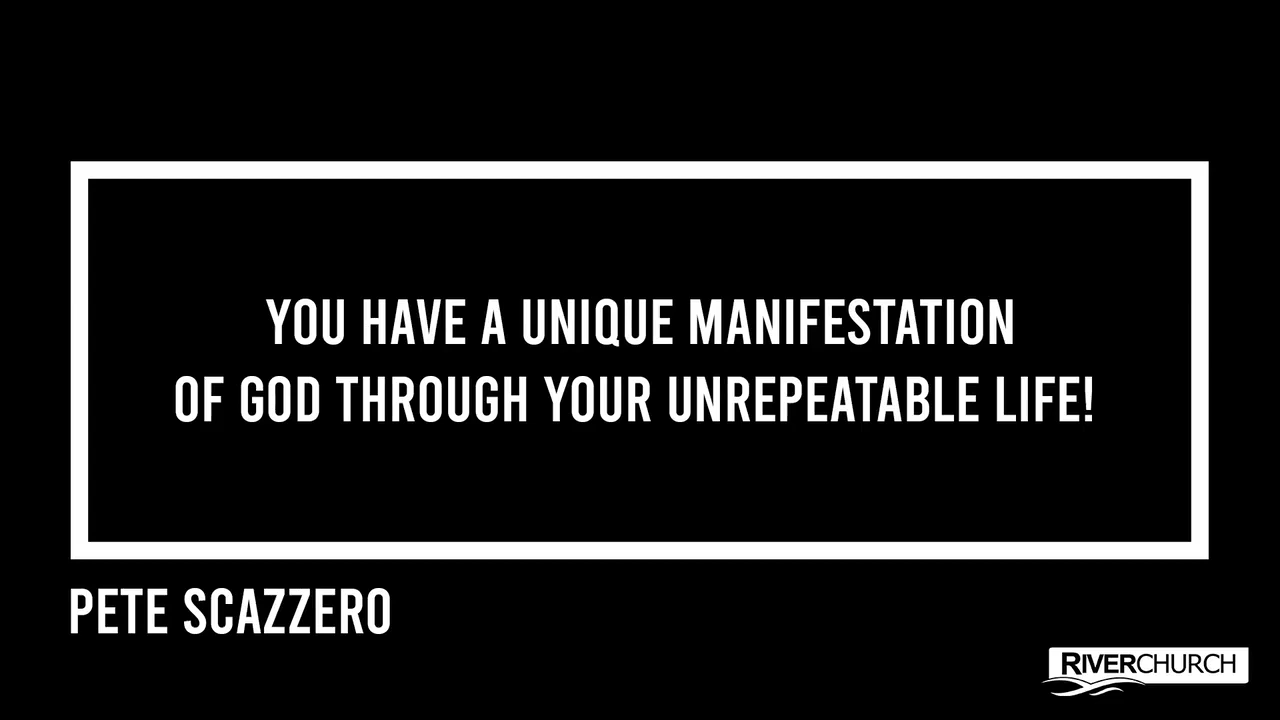 YOU HAVE A UNIQUE MANIFESTATION
OF GOD THROUGH YOUR UNREPEATABLE LIFE!
PETE SCAZZERO
RIVERCHURCH